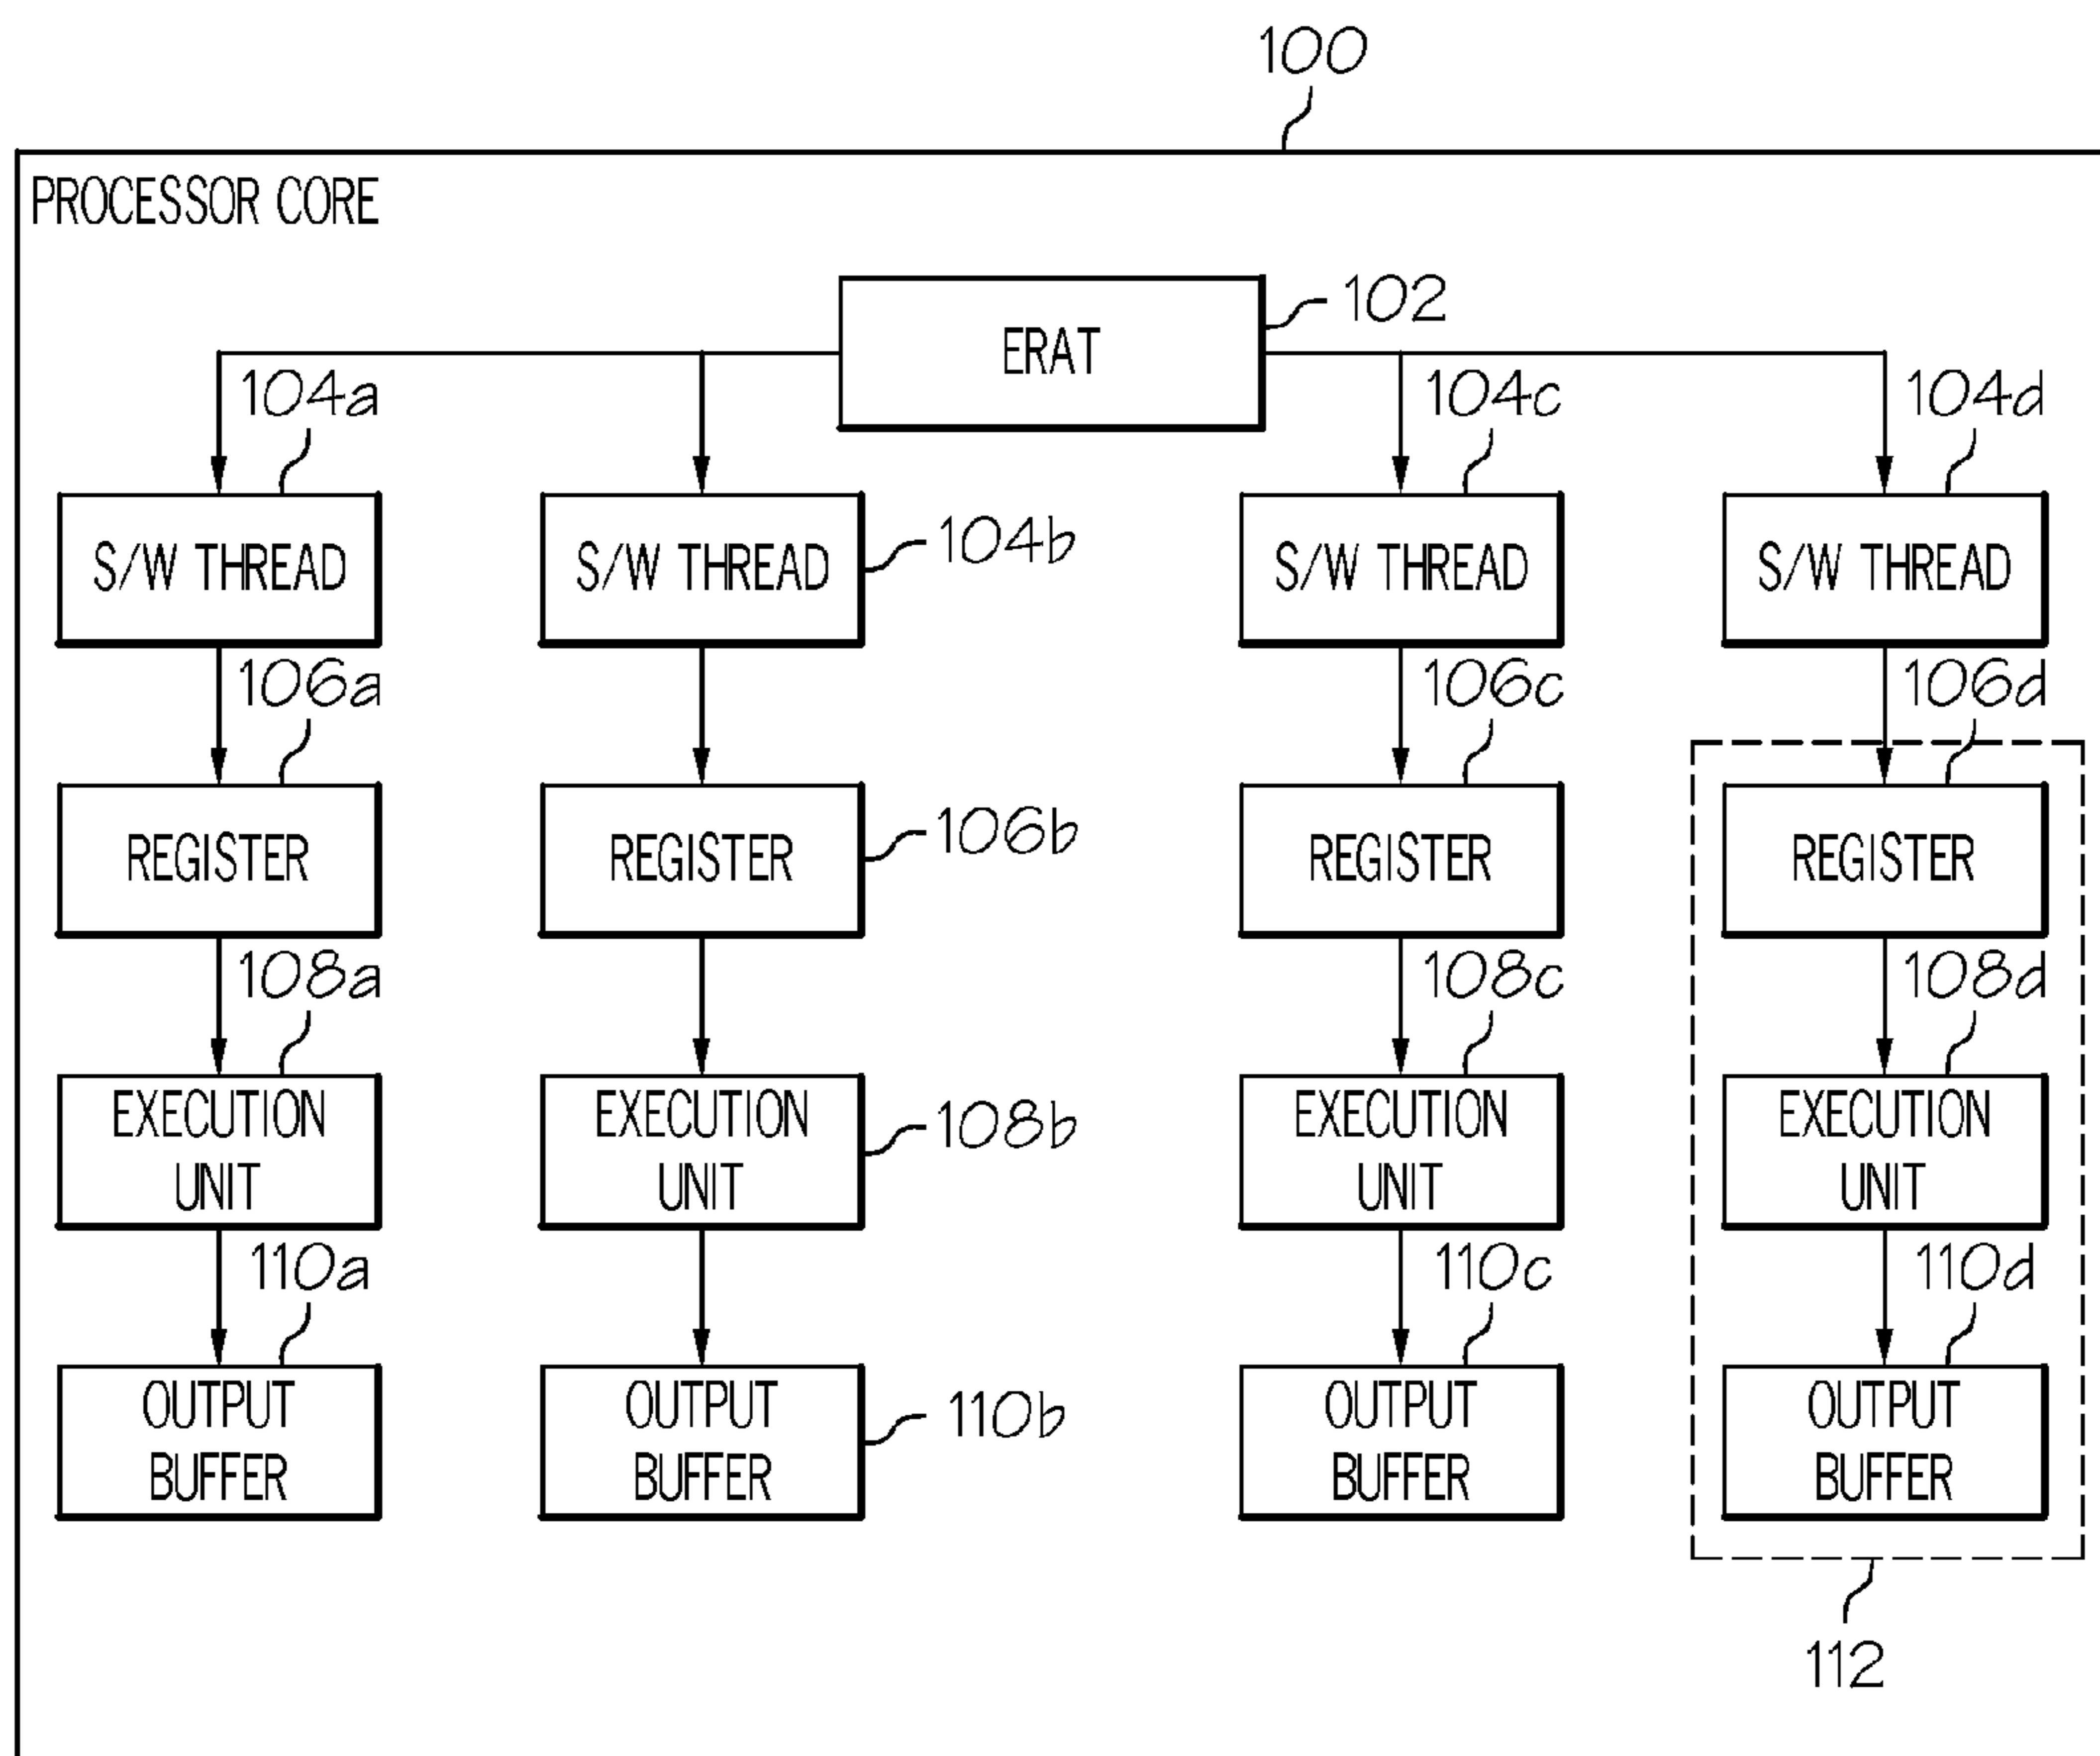 100
PROCESSOR CORE
ERAT
102
104a
104c
104d
S/W THREAD
S/W THREAD
104b
S/W THREAD
S/W THREAD
106a
106c
106d
REGISTER
REGISTER
106b
REGISTER
REGISTER
108a
108c
108d
EXECUTION
UNIT
EXECUTION
UNIT
108b
EXECUTION
UNIT
EXECUTION
UNIT
110a
110c
110d
OUTPUT
BUFFER
OUTPUT
BUFFER
110b
OUTPUT
BUFFER
OUTPUT
BUFFER
112